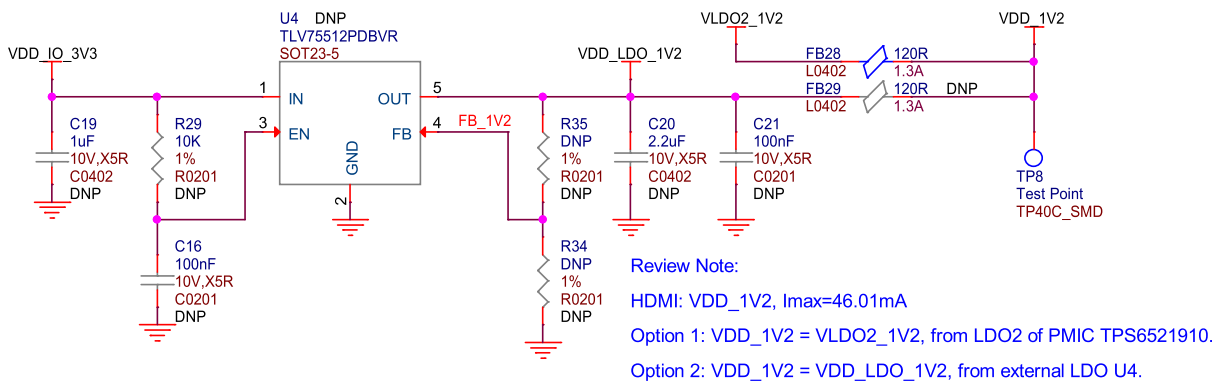 U4 DNP
TLV75512PDBVR
SOT23-5
VDD_IO_3V3
1 IN
3 EN
GND
2
OUT 5
FB 4
FB_1V2
C19
1uF
10V,X5R
C0402
DNP
R29
10K
1%
R0201
DNP
C16
100nF
10V,X5R
C0201
DNP
R35
DNP
1%
R0201
R34
DNP
1%
R0201
DNP
VDD_LDO_1V2
C20
2.2uF
10V,X5R
C0402
DNP
C21
100nF
10V,X5R
C0201
DNP
VLDO2_1V2
VDD_1V2
FB28 120R
L0402 1.3A
FB29 120R DNP
L0402 1.3A
TP8
Test Point
TP40C_SMD
Review Note:
HDMI: VDD_1V2, Imax=46.01mA
Option 1: VDD_1V2 = VLDO2_1V2, from LDO2 of PMIC TPS6521910.
Option 2: VDD_1V2 = VDD_LDO_1V2, from external LDO U4.